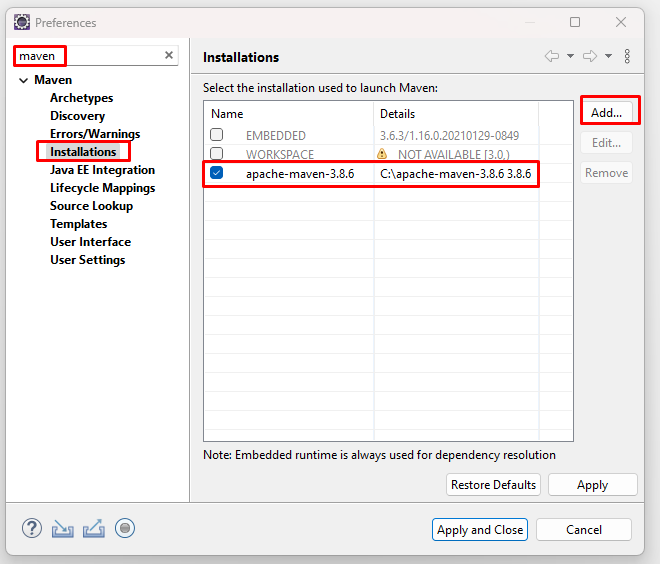 Preferences
maven
Installations
Maven
Archetypes
Discovery
Errors/Warnings
Installations
Java EE Integration
Lifecycle Mappings
Source Lookup
Templates
User Interface
User Settings
Select the installation used to launch Maven:
Name Details
EMBEDDED 3.6.3/1.16.0.20210129-0849
WORKSPACE NOT AVAILABLE [3.0,)
apache-maven-3.8.6 C:\apache-maven-3.8.6 3.8.6
Add...
Edit...
Remove
Note: Embedded runtime is always used for dependency resolution
Restore Defaults Apply
Apply and Close Cancel